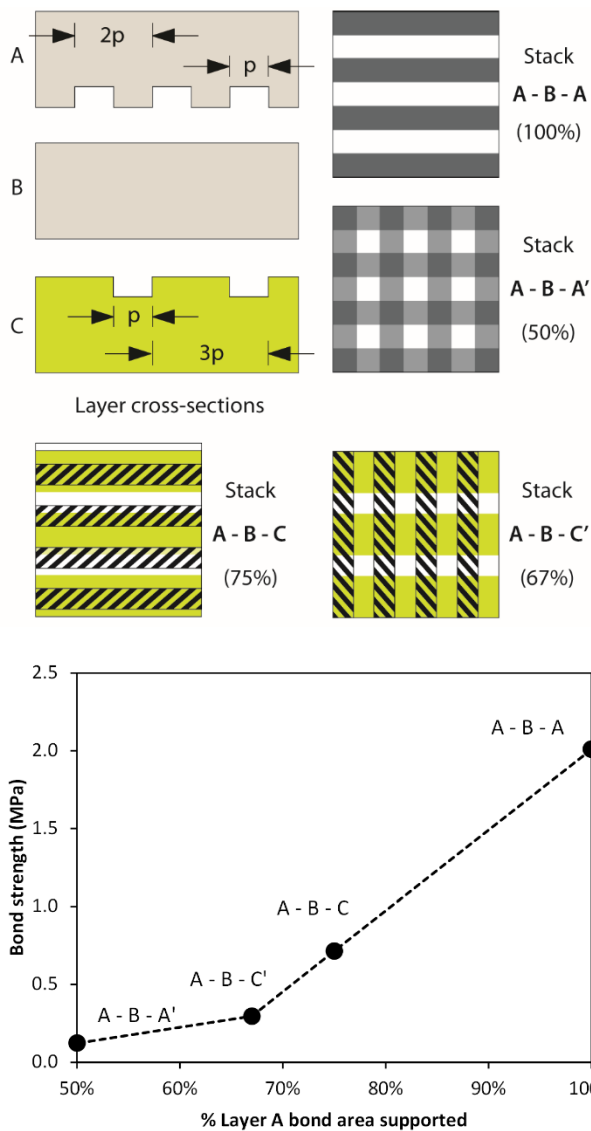 A
2p
p
B
C
p
3p
Layer cross-sections
Stack
A - B - A
(100%)
Stack
A - B - A’
(50%)
Stack
A - B - C
(75%)
Stack
A - B - C’
(67%)
Bond strength (MPa)
2.5
2.0
1.5
1.0
0.5
0.0
A - B - A
A - B - C
A - B - C'
A - B - A'
50%
60%
70%
80%
90%
100
% Layer A bond area supported